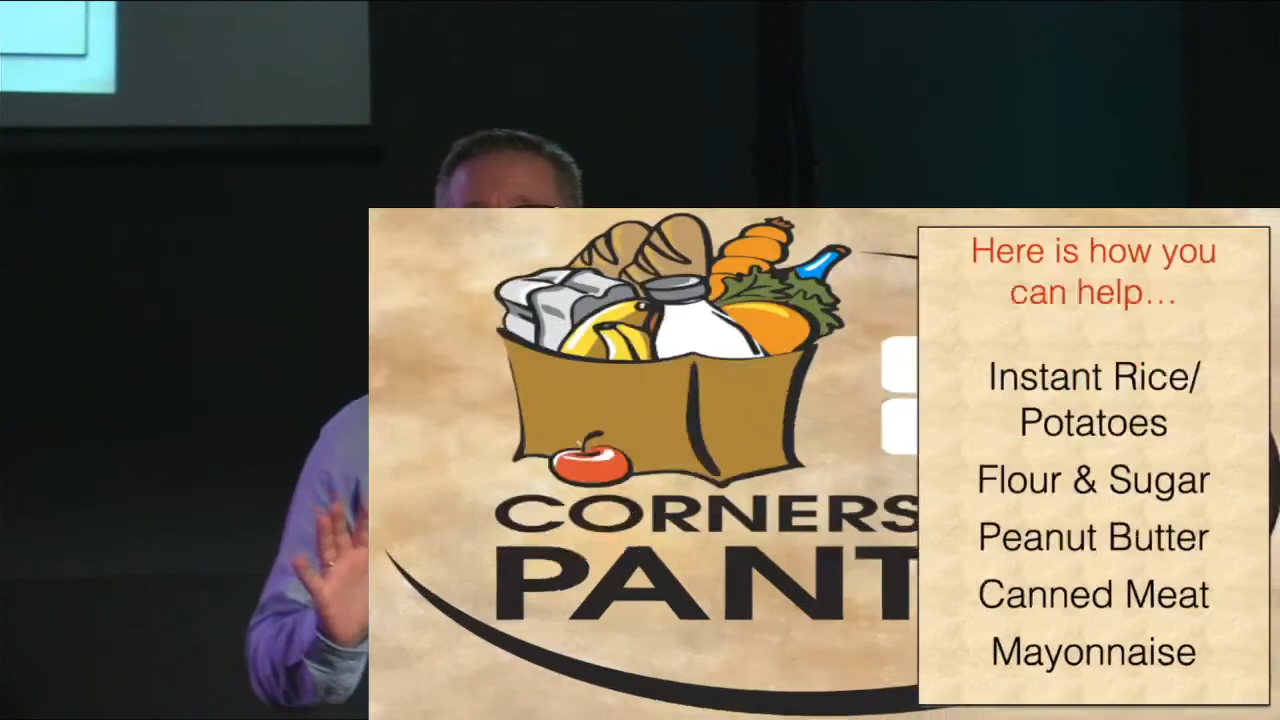 CORNERS
PANT
Here is how you
can help…
Instant Rice/
Potatoes
Flour & Sugar
Peanut Butter
Canned Meat
Mayonnaise